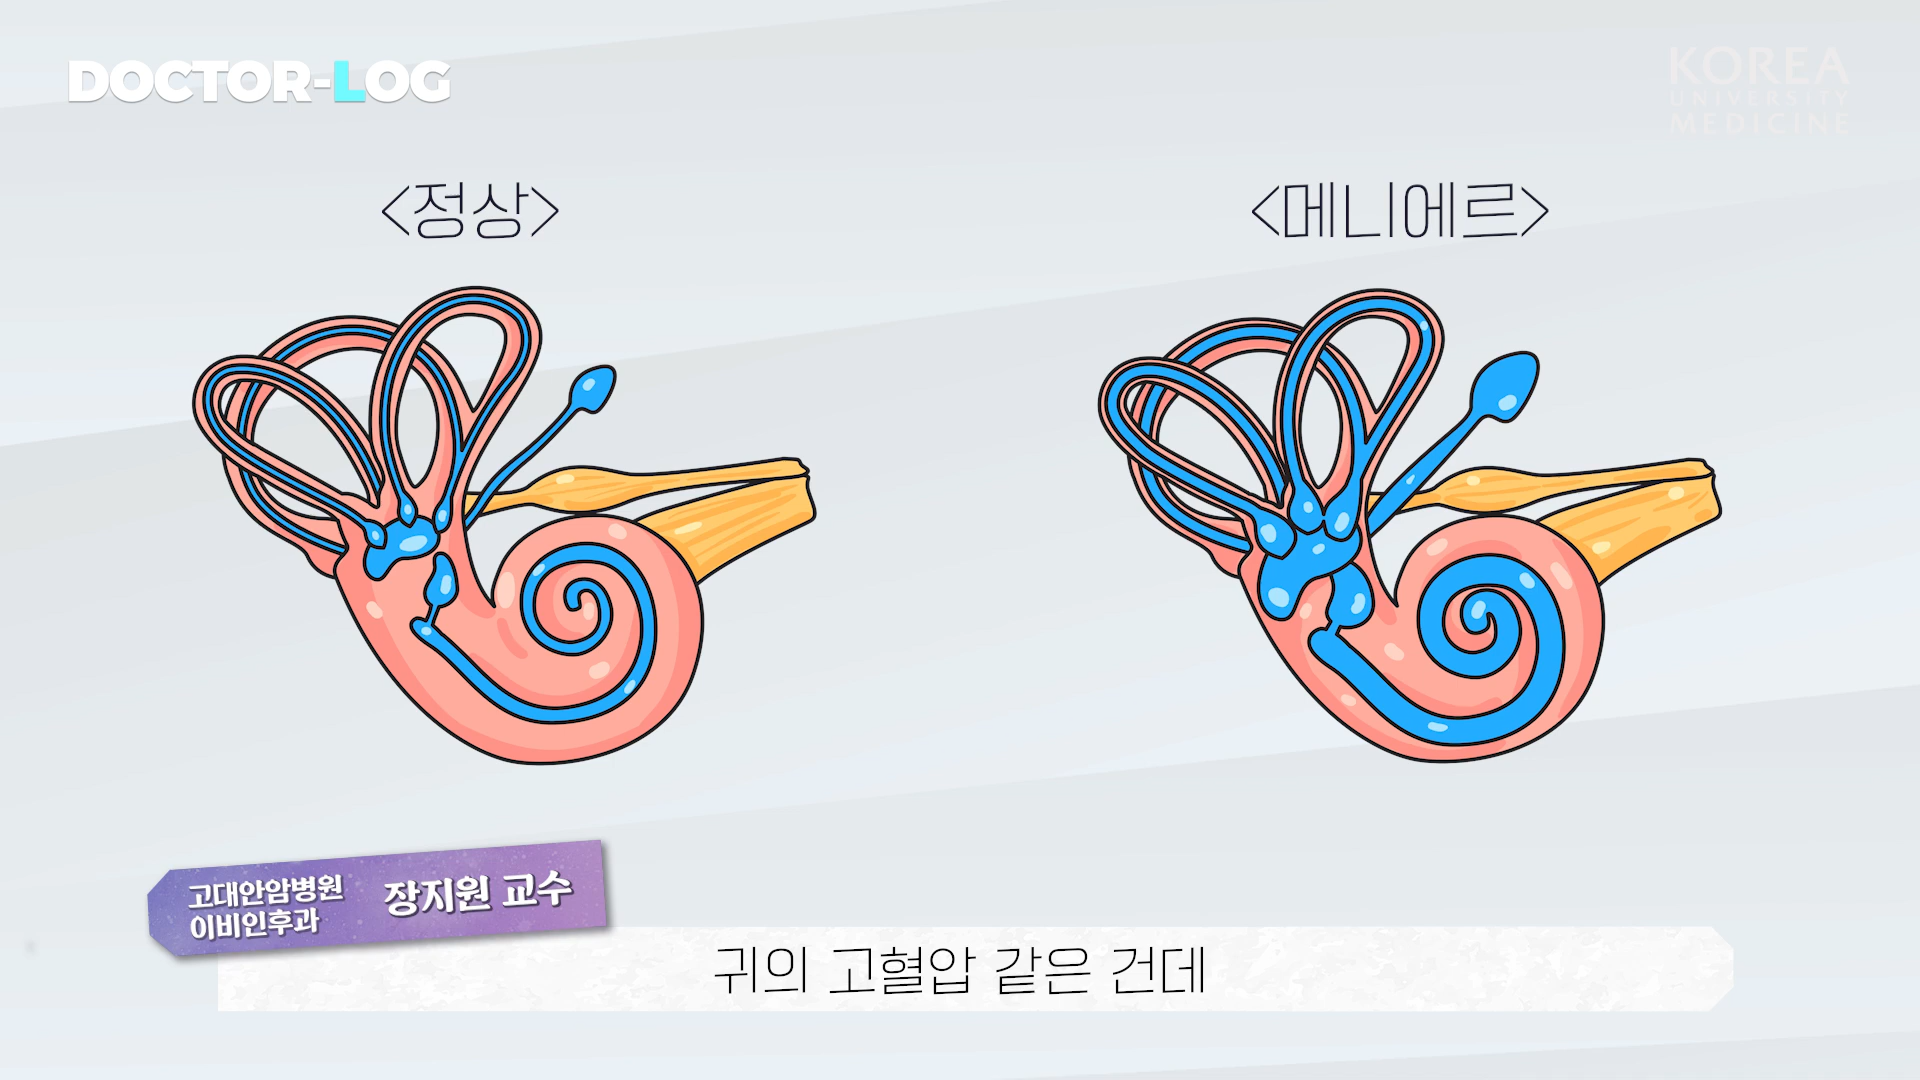 DOCTOR-LOG
KOREA
UNIVERSITY
MEDICINE
<정상>
<메니에르>
고대안암병원
이비인후과
장지원 교수
귀의 고혈압 같은 건데